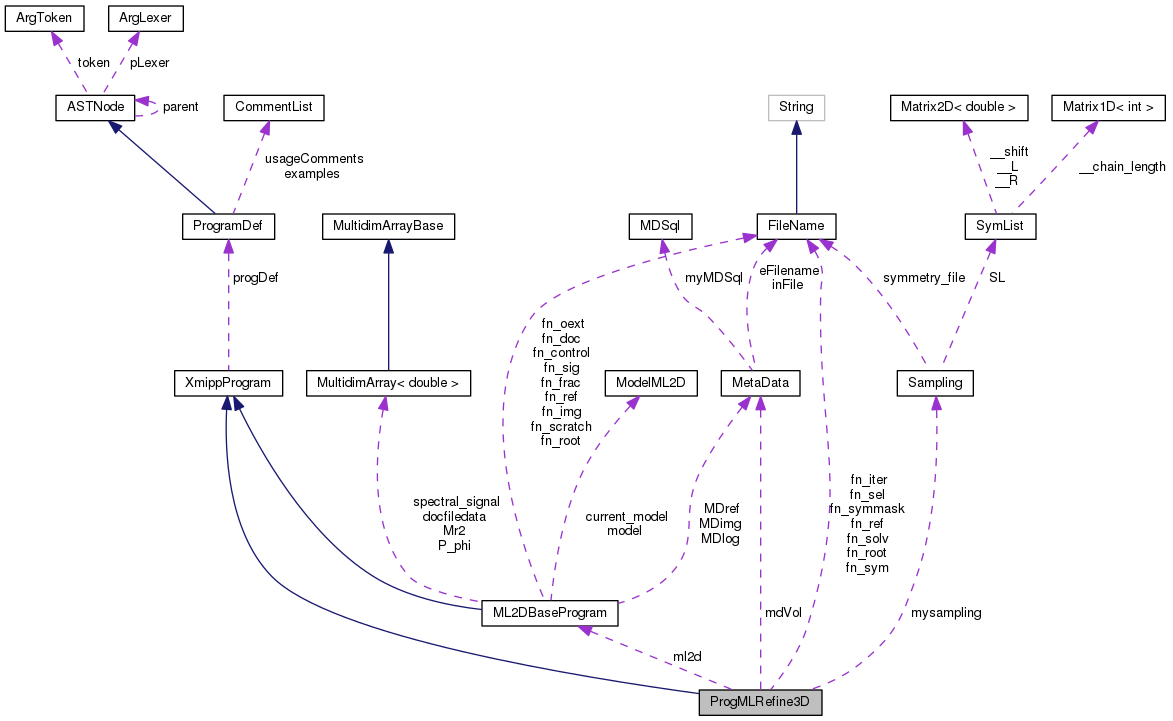 ArgToken
ArgLexer
token
pLexer
ASTNode
parent
CommentList
String
Matrix2D< double >
Matrix1D< int >
usageComments
examples
__shift
__L
__R
__chain_length
ProgramDef
MultidimArrayBase
MDSql
FileName
SymList
progDef
myMDSql
eFilename
inFile
symmetry_file
SL
fn_oext
fn_doc
fn_control
fn_sig
fn_frac
fn_ref
fn_img
fn_scratch
fn_root
XmippProgram
MultidimArray< double >
ModelML2D
MetaData
Sampling
spectral_signal
docfiledata
Mr2
P_phi
current_model
model
MDref
MDimg
MDlog
fn_iter
fn_sel
fn_symmask
fn_ref
fn_solv
fn_root
fn_sym
ML2DBaseProgram
mdVol
mysampling
ml2d
ProgMLRefine3D